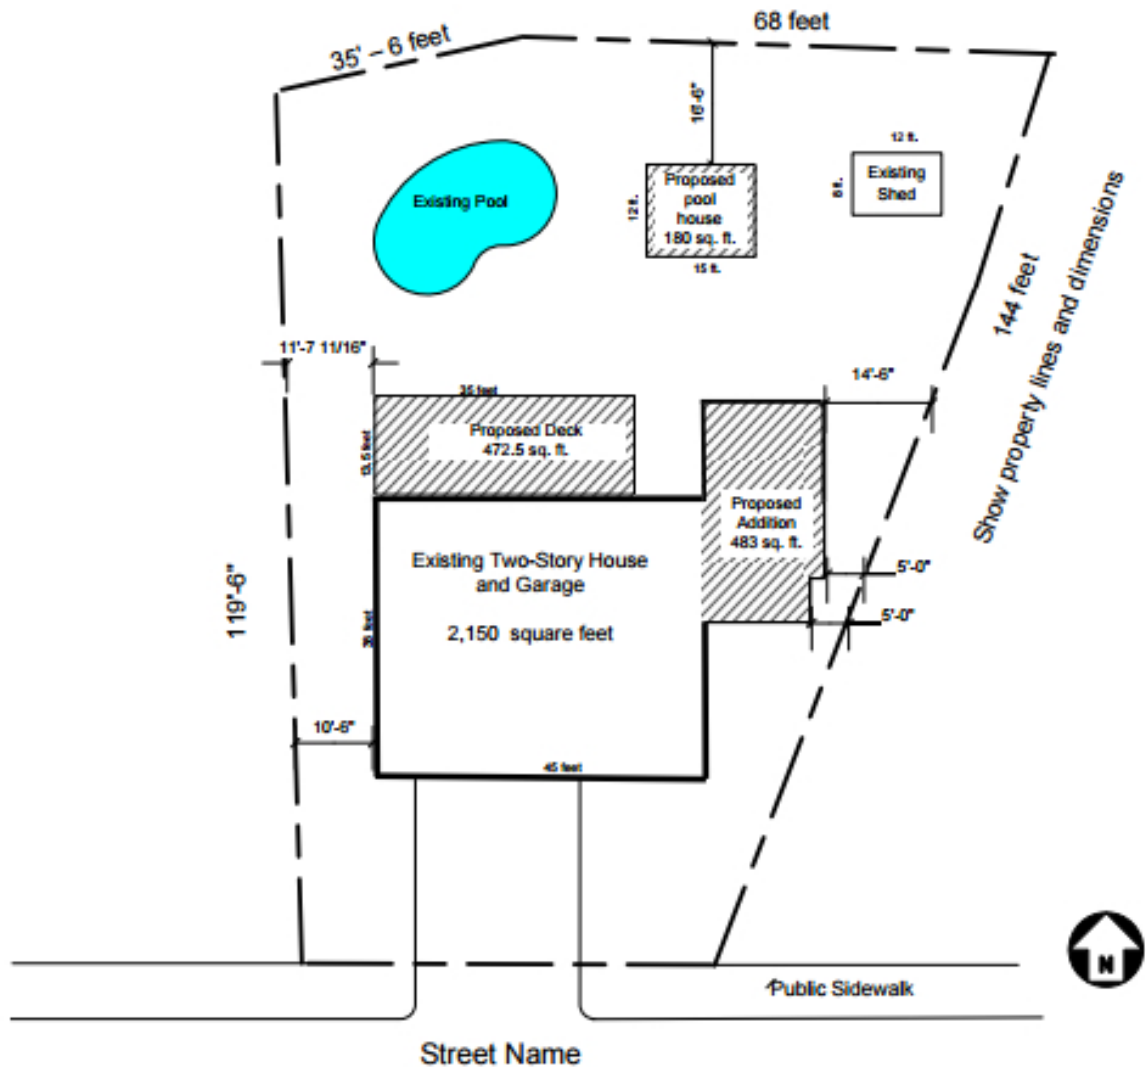 68 feet
35' – 6 feet
16'-6"
12 ft.
Existing
Shed
8 ft.
Proposed
pool
house
180 sq. ft.
12 ft.
15 ft.
Existing Pool
144 feet
Show property lines and dimensions
11'-7 11/16"
14'-6"
35 feet
Proposed Deck
472.5 sq. ft.
13.5 feet
Proposed
Addition
483 sq. ft.
Existing Two-Story House
and Garage
2,150 square feet
5'-0"
5'-0"
119'-6"
10'-6"
45 feet
N
Public Sidewalk
Street Name